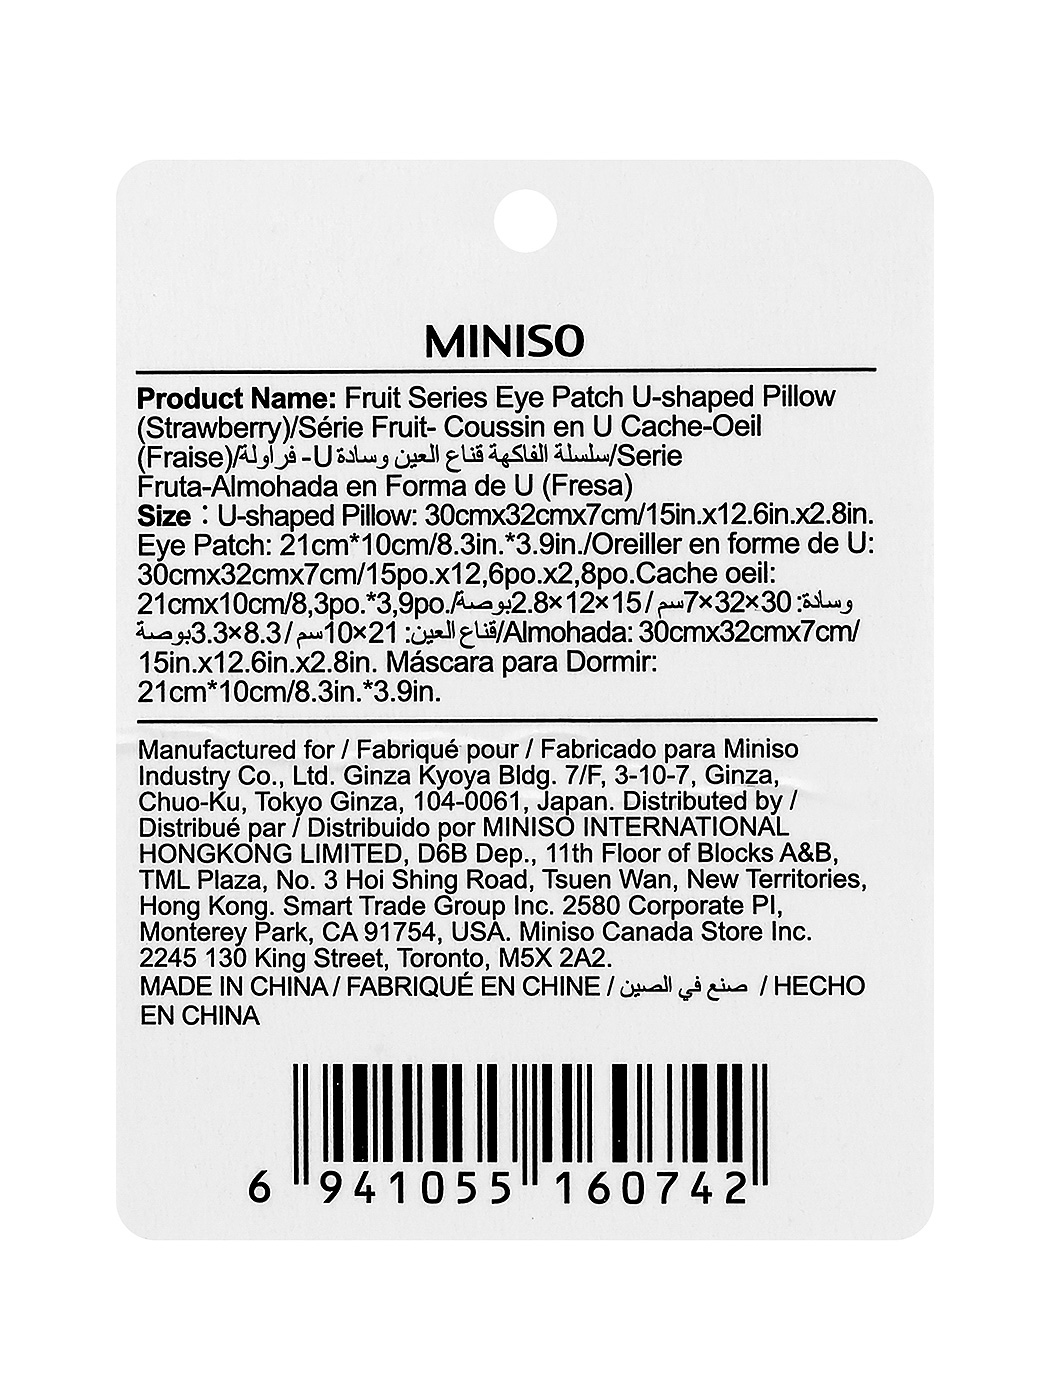 MINISO
Product Name: Fruit Series Eye Patch U-shaped Pillow
(Strawberry)/Série Fruit- Coussin en U Cache-Oeil
(Fraise)/سلسلة الفاكهة قناع العين وسادة U- فراولة/Serie
Fruta-Almohada en Forma de U (Fresa)
Size：U-shaped Pillow: 30cmx32cmx7cm/15in.x12.6in.x2.8in.
Eye Patch: 21cm*10cm/8.3in.*3.9in./Oreiller en forme de U:
30cmx32cmx7cm/15po.x12,6po.x2,8po.Cache oeil:
21cmx10cm/8,3po.*3,9po./وسادة: 30×32×7سم / 15×12×2.8بوصة
قناع العين: 21×10سم / 8.3×3.3بوصة/Almohada: 30cmx32cmx7cm/
15in.x12.6in.x2.8in. Máscara para Dormir:
21cm*10cm/8.3in.*3.9in.
Manufactured for / Fabriqué pour / Fabricado para Miniso
Industry Co., Ltd. Ginza Kyoya Bldg. 7/F, 3-10-7, Ginza,
Chuo-Ku, Tokyo Ginza, 104-0061, Japan. Distributed by /
Distribué par / Distribuido por MINISO INTERNATIONAL
HONGKONG LIMITED, D6B Dep., 11th Floor of Blocks A&B,
TML Plaza, No. 3 Hoi Shing Road, Tsuen Wan, New Territories,
Hong Kong. Smart Trade Group Inc. 2580 Corporate Pl,
Monterey Park, CA 91754, USA. Miniso Canada Store Inc.
2245 130 King Street, Toronto, M5X 2A2.
MADE IN CHINA / FABRIQUÉ EN CHINE / صنع في الصين / HECHO
EN CHINA
6 941055 160742